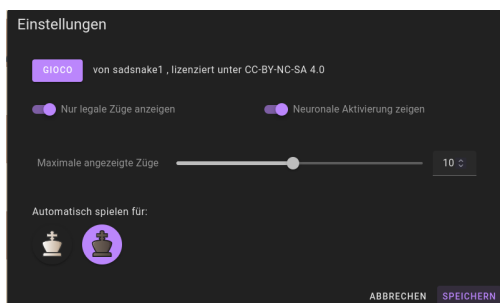 Einstellungen
GIOCO von sadsnake1 , lizenziert unter CC-BY-NC-SA 4.0
Nur legale Züge anzeigen Neuronale Aktivierung zeigen
Maximale angezeigte Züge 10
Automatisch spielen für:
ABBRECHEN SPEICHERN